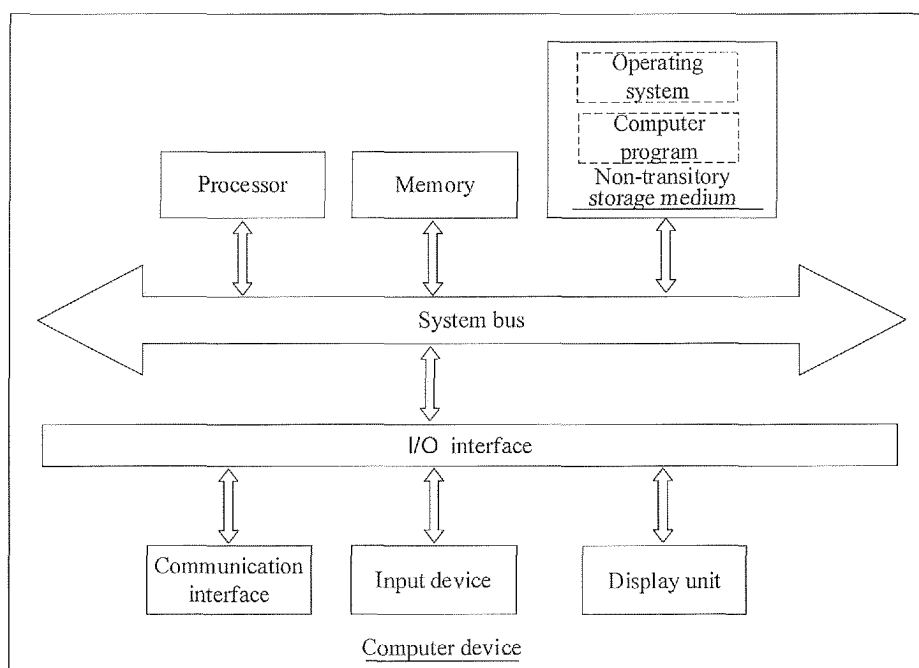 Operating
system
Computer
program
Non-transitory
storage medium
Processor
Memory
System bus
I/O interface
Communication
interface
Input device
Display unit
Computer device